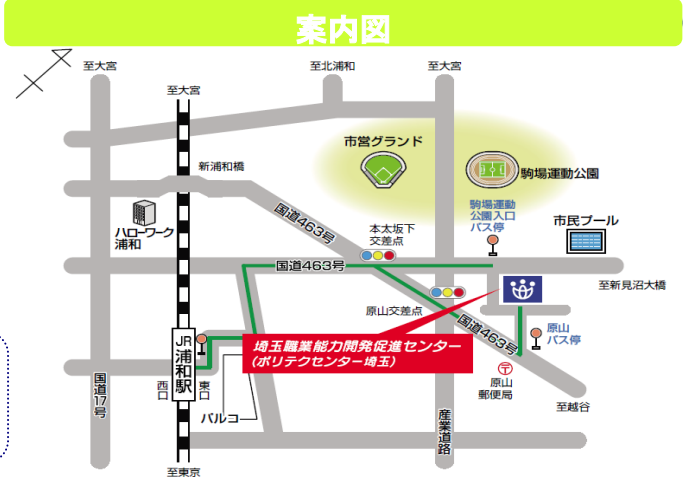 案内図
至大宮
至北浦和
至大宮
至大宮
市営グランド
新浦和橋
駒場運動公園
国道463号
駒場運動
公園入口
バス停
ハローワーク
浦和
本太坂下
交差点
市民プール
国道463号
至新見沼大橋
原山交差点
国道463号
原山
バス停
JR
浦和駅
埼玉職業能力開発促進センター
(ポリテクセンター埼玉)
西口
東口
国道17号
パルコ
産業道路
〒
原山
郵便局
至越谷
至東京